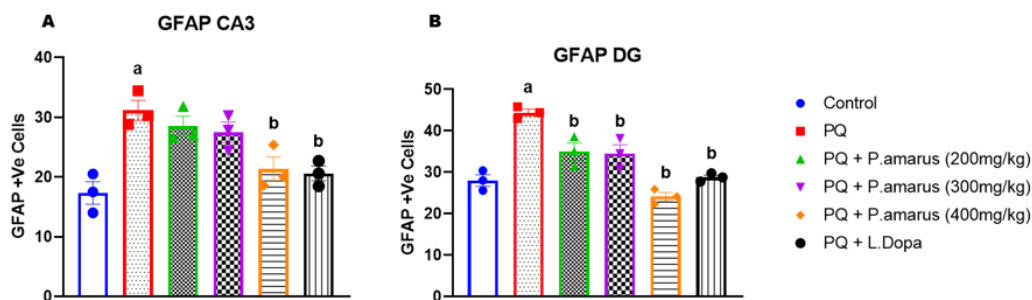 A
GFAP CA3
GFAP +Ve Cells
40
30
20
10
0
a
b
b
B
GFAP DG
GFAP +Ve Cells
50
40
30
20
10
0
a
b
b
b
b
Control
PQ
PQ + P.amarus (200mg/kg)
PQ + P.amarus (300mg/kg)
PQ + P.amarus (400mg/kg)
PQ + L.Dopa